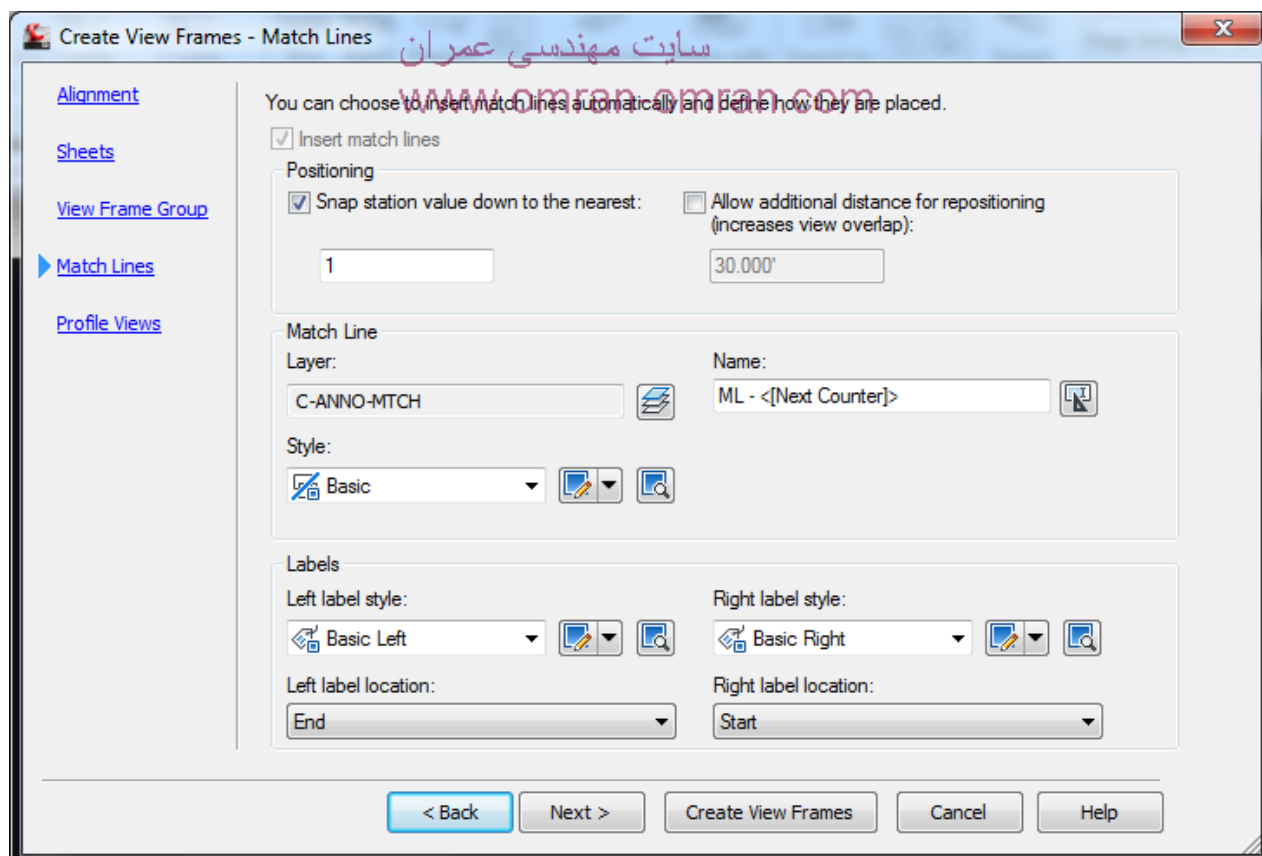 Create View Frames - Match Lines
سایت مهندسی عمران
www.omran-omran.com
Alignment
Sheets
View Frame Group
Match Lines
Profile Views
You can choose to insert match lines automatically and define how they are placed.
Insert match lines
Positioning
Snap station value down to the nearest:
1
Allow additional distance for repositioning
(increases view overlap):
30.000'
Match Line
Layer:
C-ANNO-MTCH
Name:
ML - <[Next Counter]>
Style:
Basic
Labels
Left label style:
Basic Left
Right label style:
Basic Right
Left label location:
End
Right label location:
Start
< Back
Next >
Create View Frames
Cancel
Help